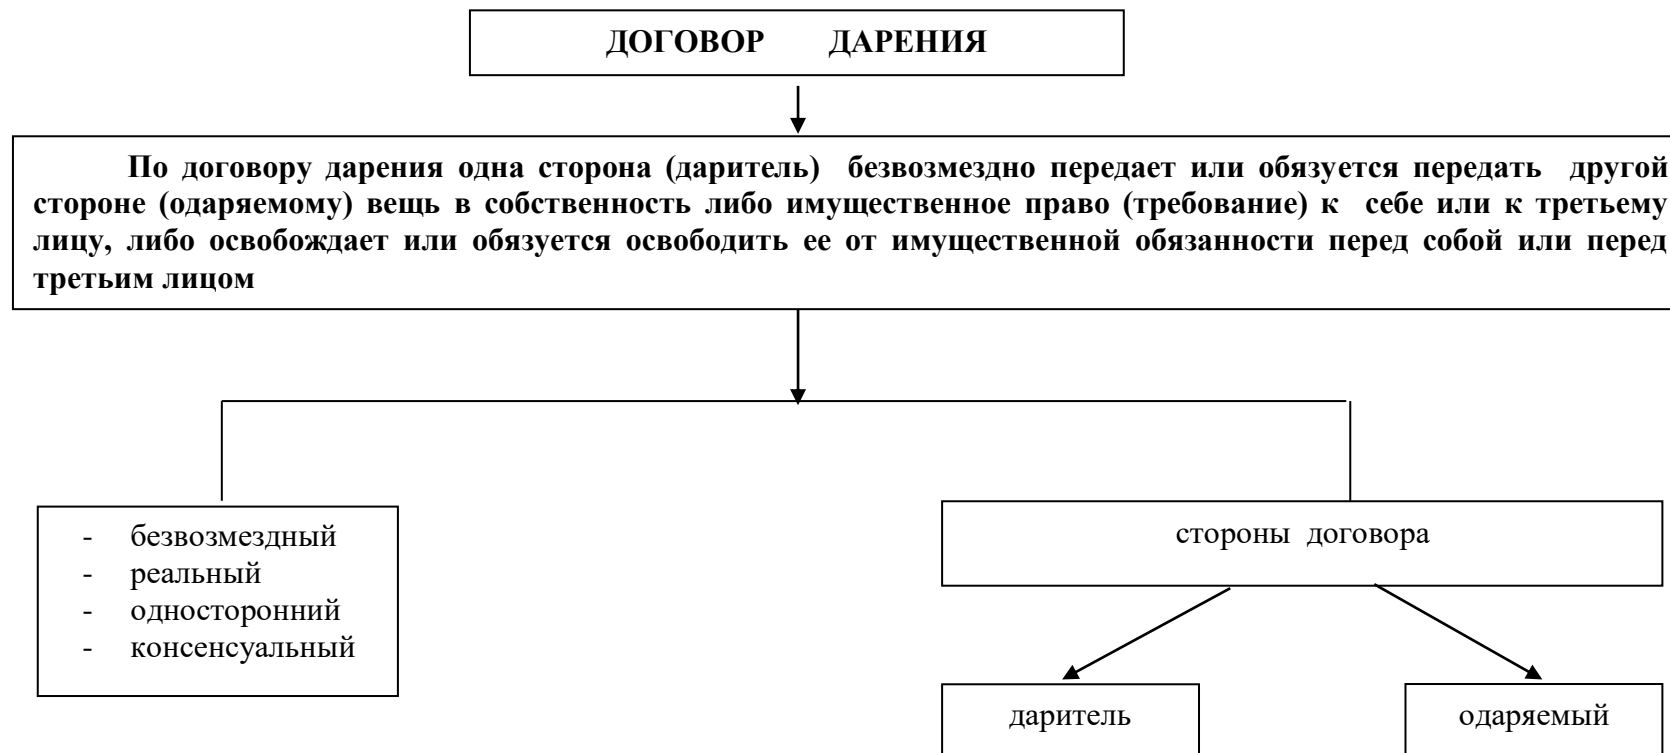 ДОГОВОР ДАРЕНИЯ
По договору дарения одна сторона (даритель) безвозмездно передает или обязуется передать другой
стороне (одаряемому) вещь в собственность либо имущественное право (требование) к себе или к третьему
лицу, либо освобождает или обязуется освободить ее от имущественной обязанности перед собой или перед
третьим лицом
- безвозмездный
- реальный
- односторонний
- консенсуальный
стороны договора
даритель
одаряемый